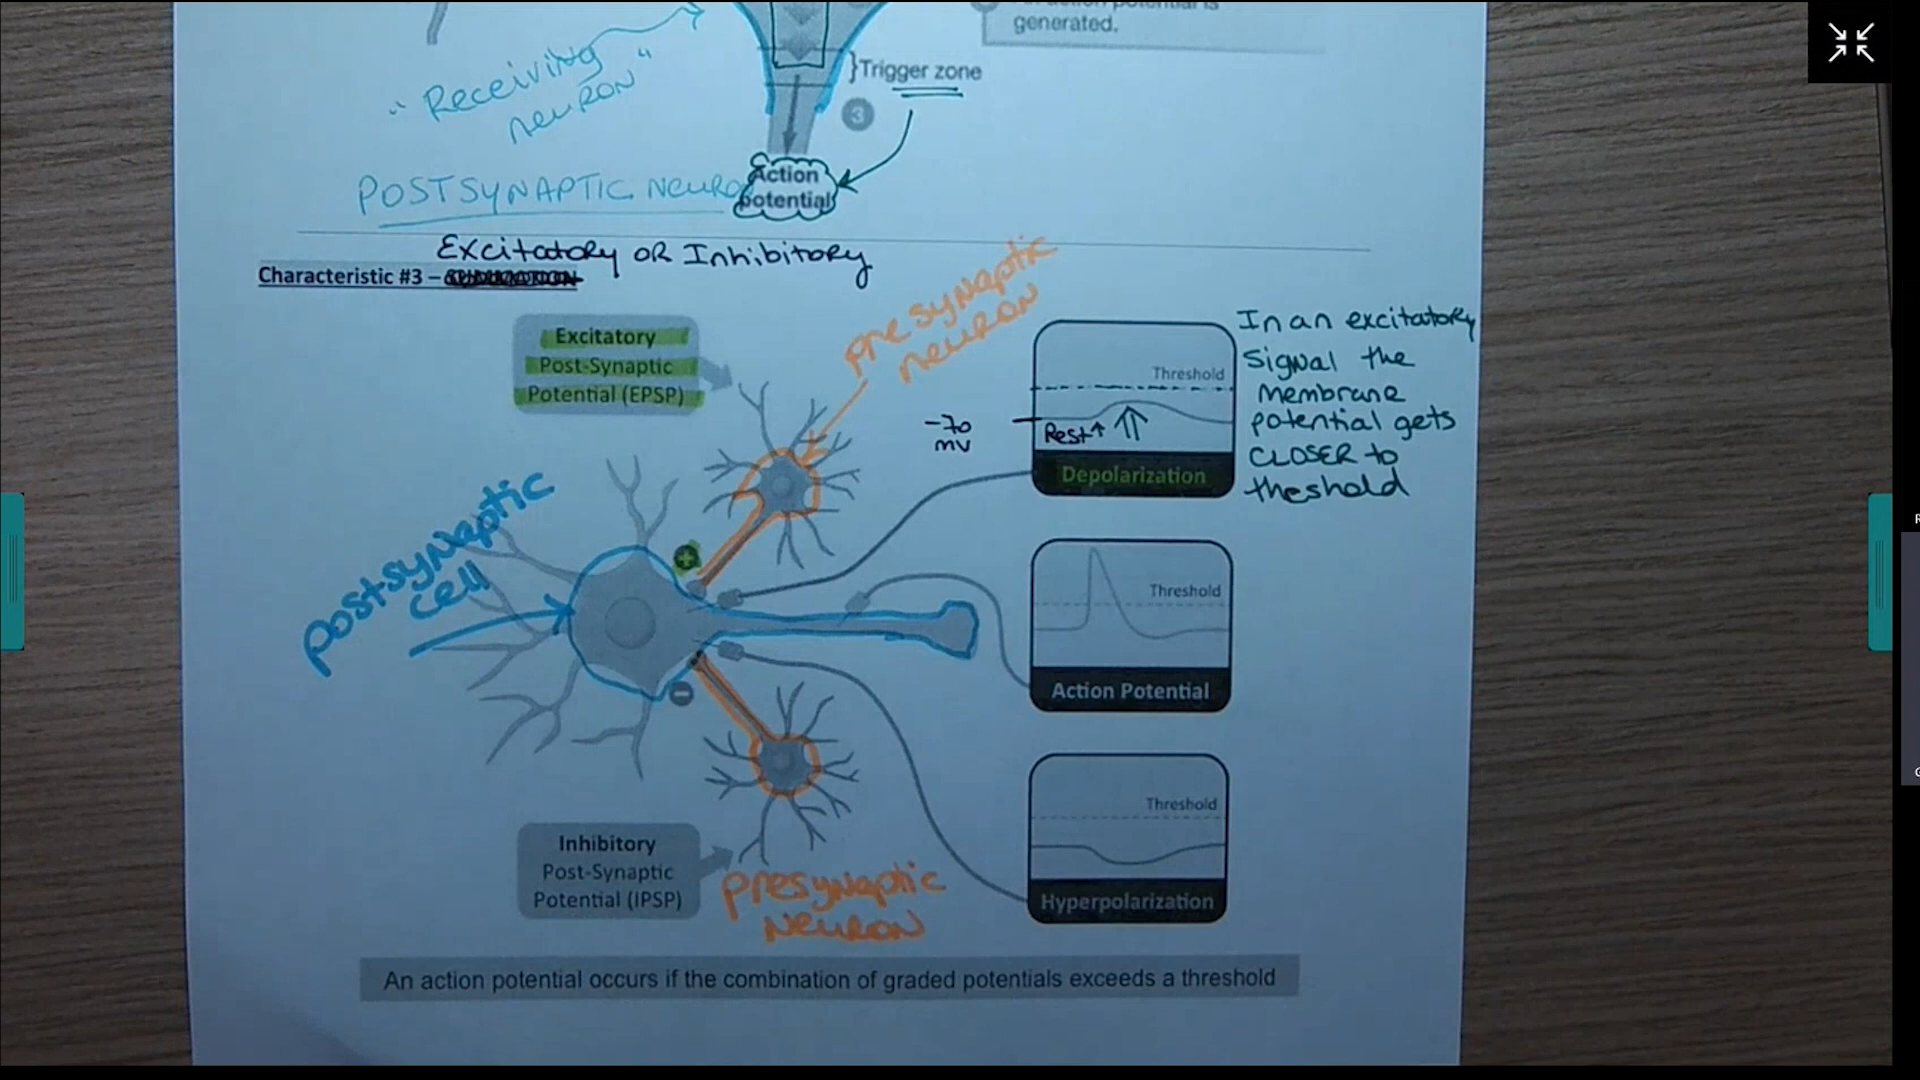 potential is
generated.
}Trigger zone
3
"Receiving
neuron"
Action
potential
POSTSYNAPTIC Neuro
Excitatory OR Inhibitory
Characteristic #3 –
Excitatory
Post-Synaptic
Potential (EPSP)
presynaptic
neuron
Threshold
-70
mv
Rest↑
Depolarization
In an excitatory
signal the
membrane
potential gets
CLOSER to
theshold
postsynaptic
cell
+
Threshold
Action Potential
–
Threshold
Hyperpolarization
Inhibitory
Post-Synaptic
Potential (IPSP)
presynaptic
neuron
An action potential occurs if the combination of graded potentials exceeds a threshold